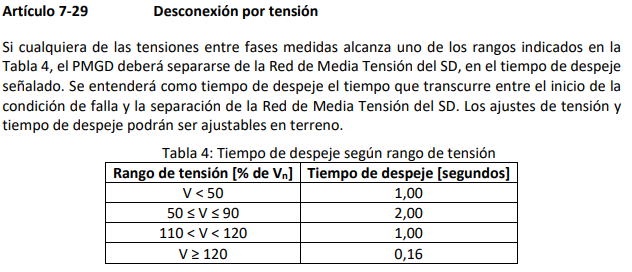 Artículo 7-29 Desconexión por tensión
Si cualquiera de las tensiones entre fases medidas alcanza uno de los rangos indicados en la
Tabla 4, el PMGD deberá separarse de la Red de Media Tensión del SD, en el tiempo de despeje
señalado. Se entenderá como tiempo de despeje el tiempo que transcurre entre el inicio de la
condición de falla y la separación de la Red de Media Tensión del SD. Los ajustes de tensión y
tiempo de despeje podrán ser ajustables en terreno.
Tabla 4: Tiempo de despeje según rango de tensión
Rango de tensión [% de Vn] Tiempo de despeje [segundos]
V < 50 1,00
50 ≤ V ≤ 90 2,00
110 < V < 120 1,00
V ≥ 120 0,16